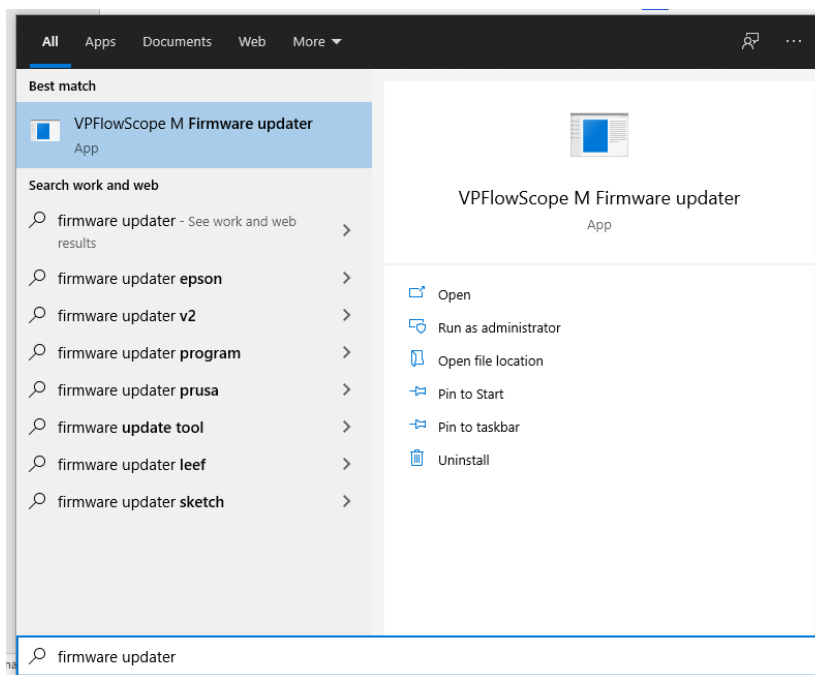 All Apps Documents Web More
Best match
VPFlowScope M Firmware updater
App
Search work and web
firmware updater - See work and web
results
firmware updater epson
firmware updater v2
firmware updater program
firmware updater prusa
firmware update tool
firmware updater leef
firmware updater sketch
VPFlowScope M Firmware updater
App
Open
Run as administrator
Open file location
Pin to Start
Pin to taskbar
Uninstall
firmware updater